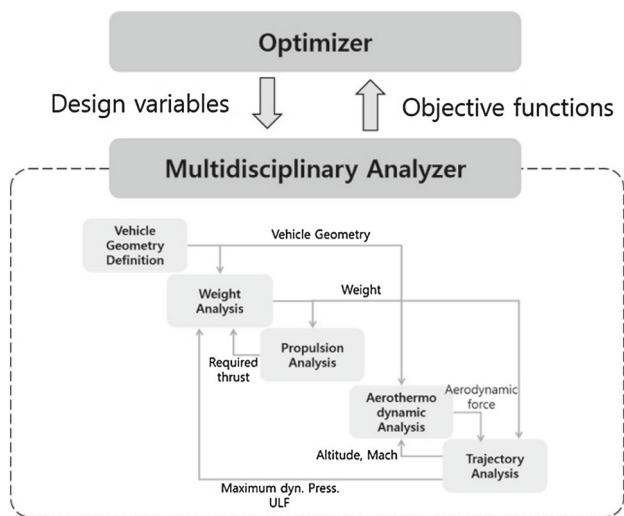 Optimizer
Design variables
Objective functions
Multidisciplinary Analyzer
Vehicle
Geometry
Definition
Vehicle Geometry
Weight
Analysis
Weight
Propulsion
Analysis
Required
thrust
Aerothermo
dynamic
Analysis
Aerodynamic
force
Altitude, Mach
Trajectory
Analysis
Maximum dyn. Press.
ULF